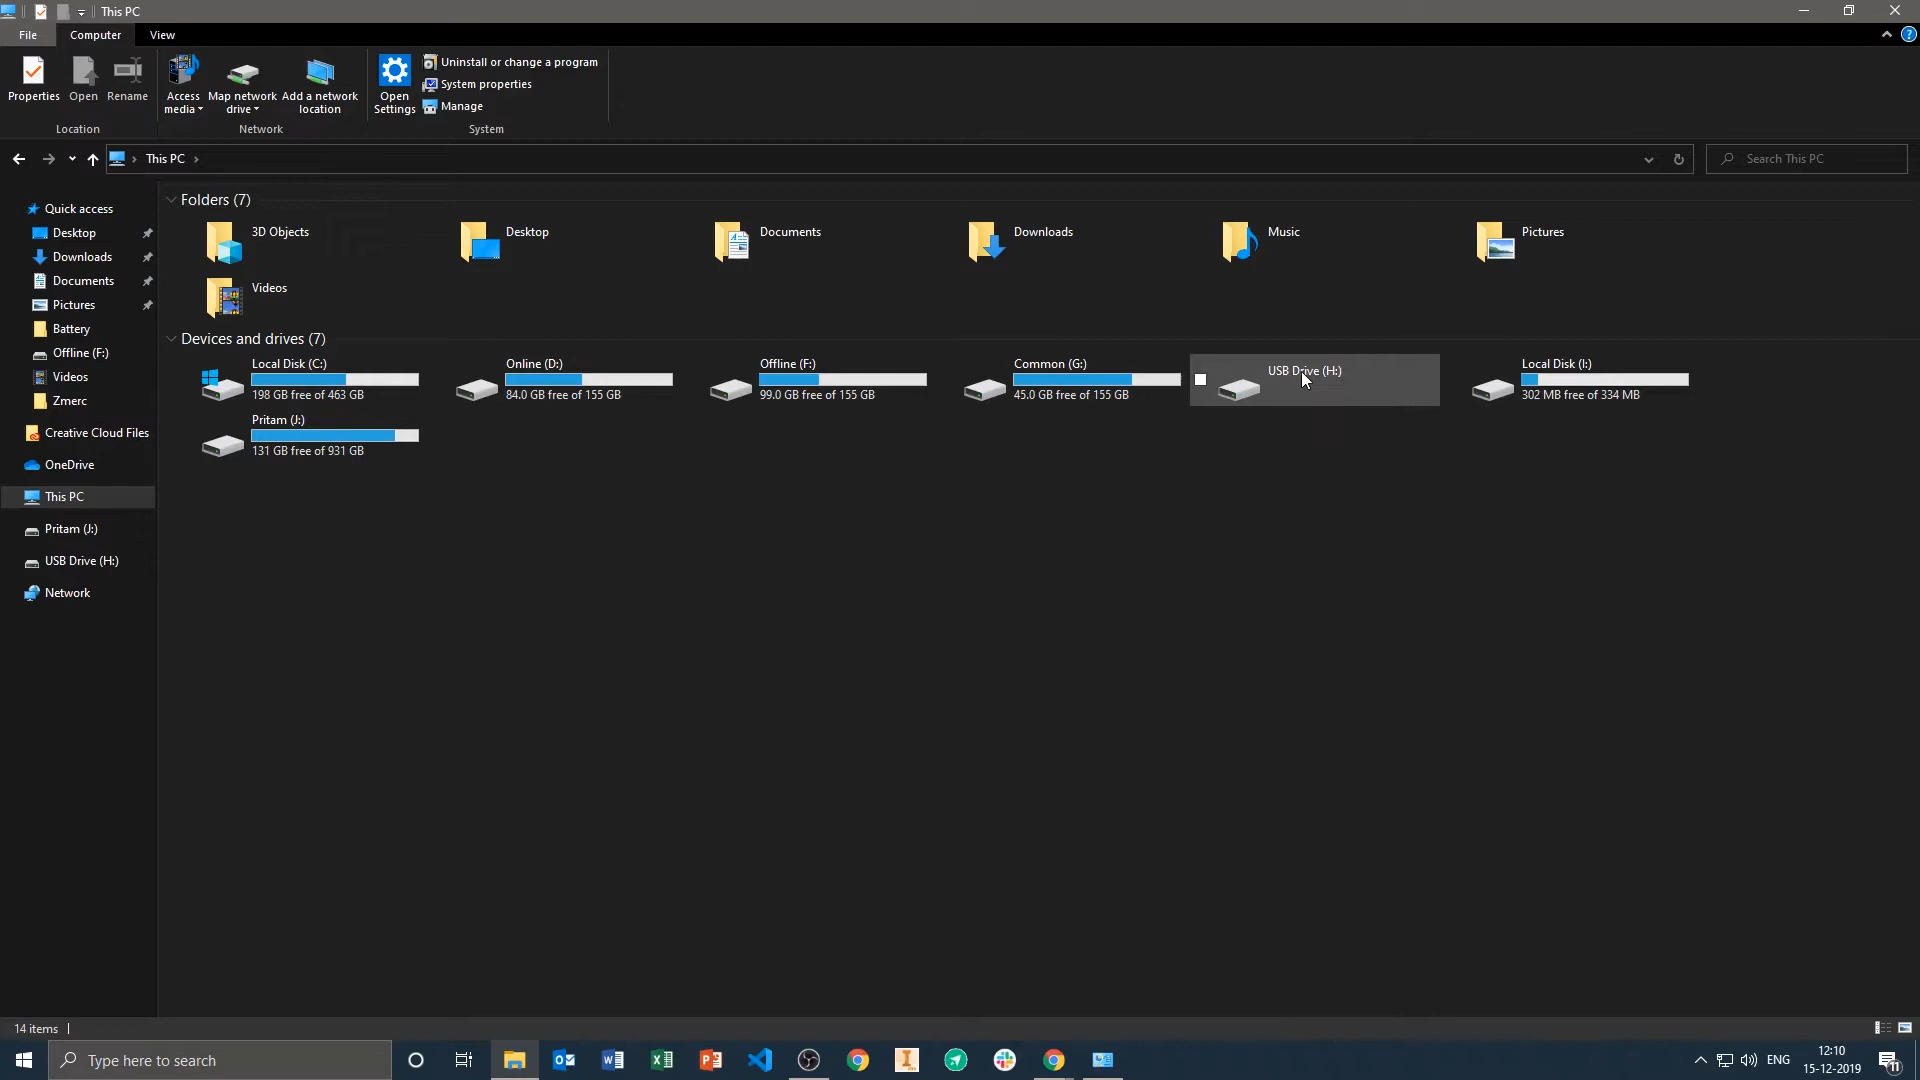 This PC
File
Computer
View
Properties
Open
Rename
Access media
Map network drive
Add a network location
Open Settings
Uninstall or change a program
System properties
Manage
Location
Network
System
This PC
Search This PC
Quick access
Desktop
Downloads
Documents
Pictures
Battery
Offline (F:)
Videos
Zmerc
Creative Cloud Files
OneDrive
This PC
Pritam (J:)
USB Drive (H:)
Network
Folders (7)
3D Objects
Desktop
Documents
Downloads
Music
Pictures
Videos
Devices and drives (7)
Local Disk (C:)
198 GB free of 463 GB
Online (D:)
84.0 GB free of 155 GB
Offline (F:)
99.0 GB free of 155 GB
Common (G:)
45.0 GB free of 155 GB
USB Drive (H:)
Local Disk (I:)
302 MB free of 334 MB
Pritam (J:)
131 GB free of 931 GB
14 items
Type here to search
ENG
12:10
15-12-2019
11